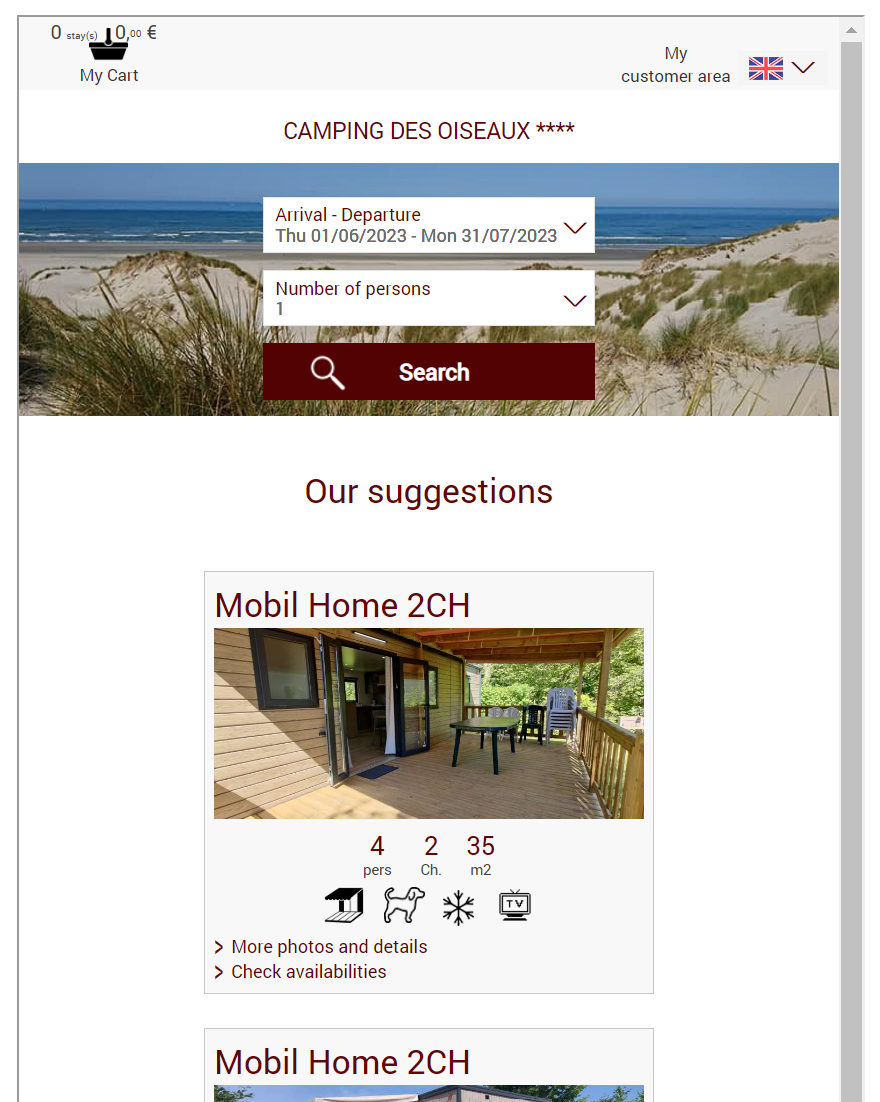 0 stay(s) 0,00 €
My Cart
My
customer area
CAMPING DES OISEAUX ****
Arrival - Departure
Thu 01/06/2023 - Mon 31/07/2023
Number of persons
1
Search
Our suggestions
Mobil Home 2CH
4 2 35
pers Ch. m2
TV
> More photos and details
> Check availabilities
Mobil Home 2CH